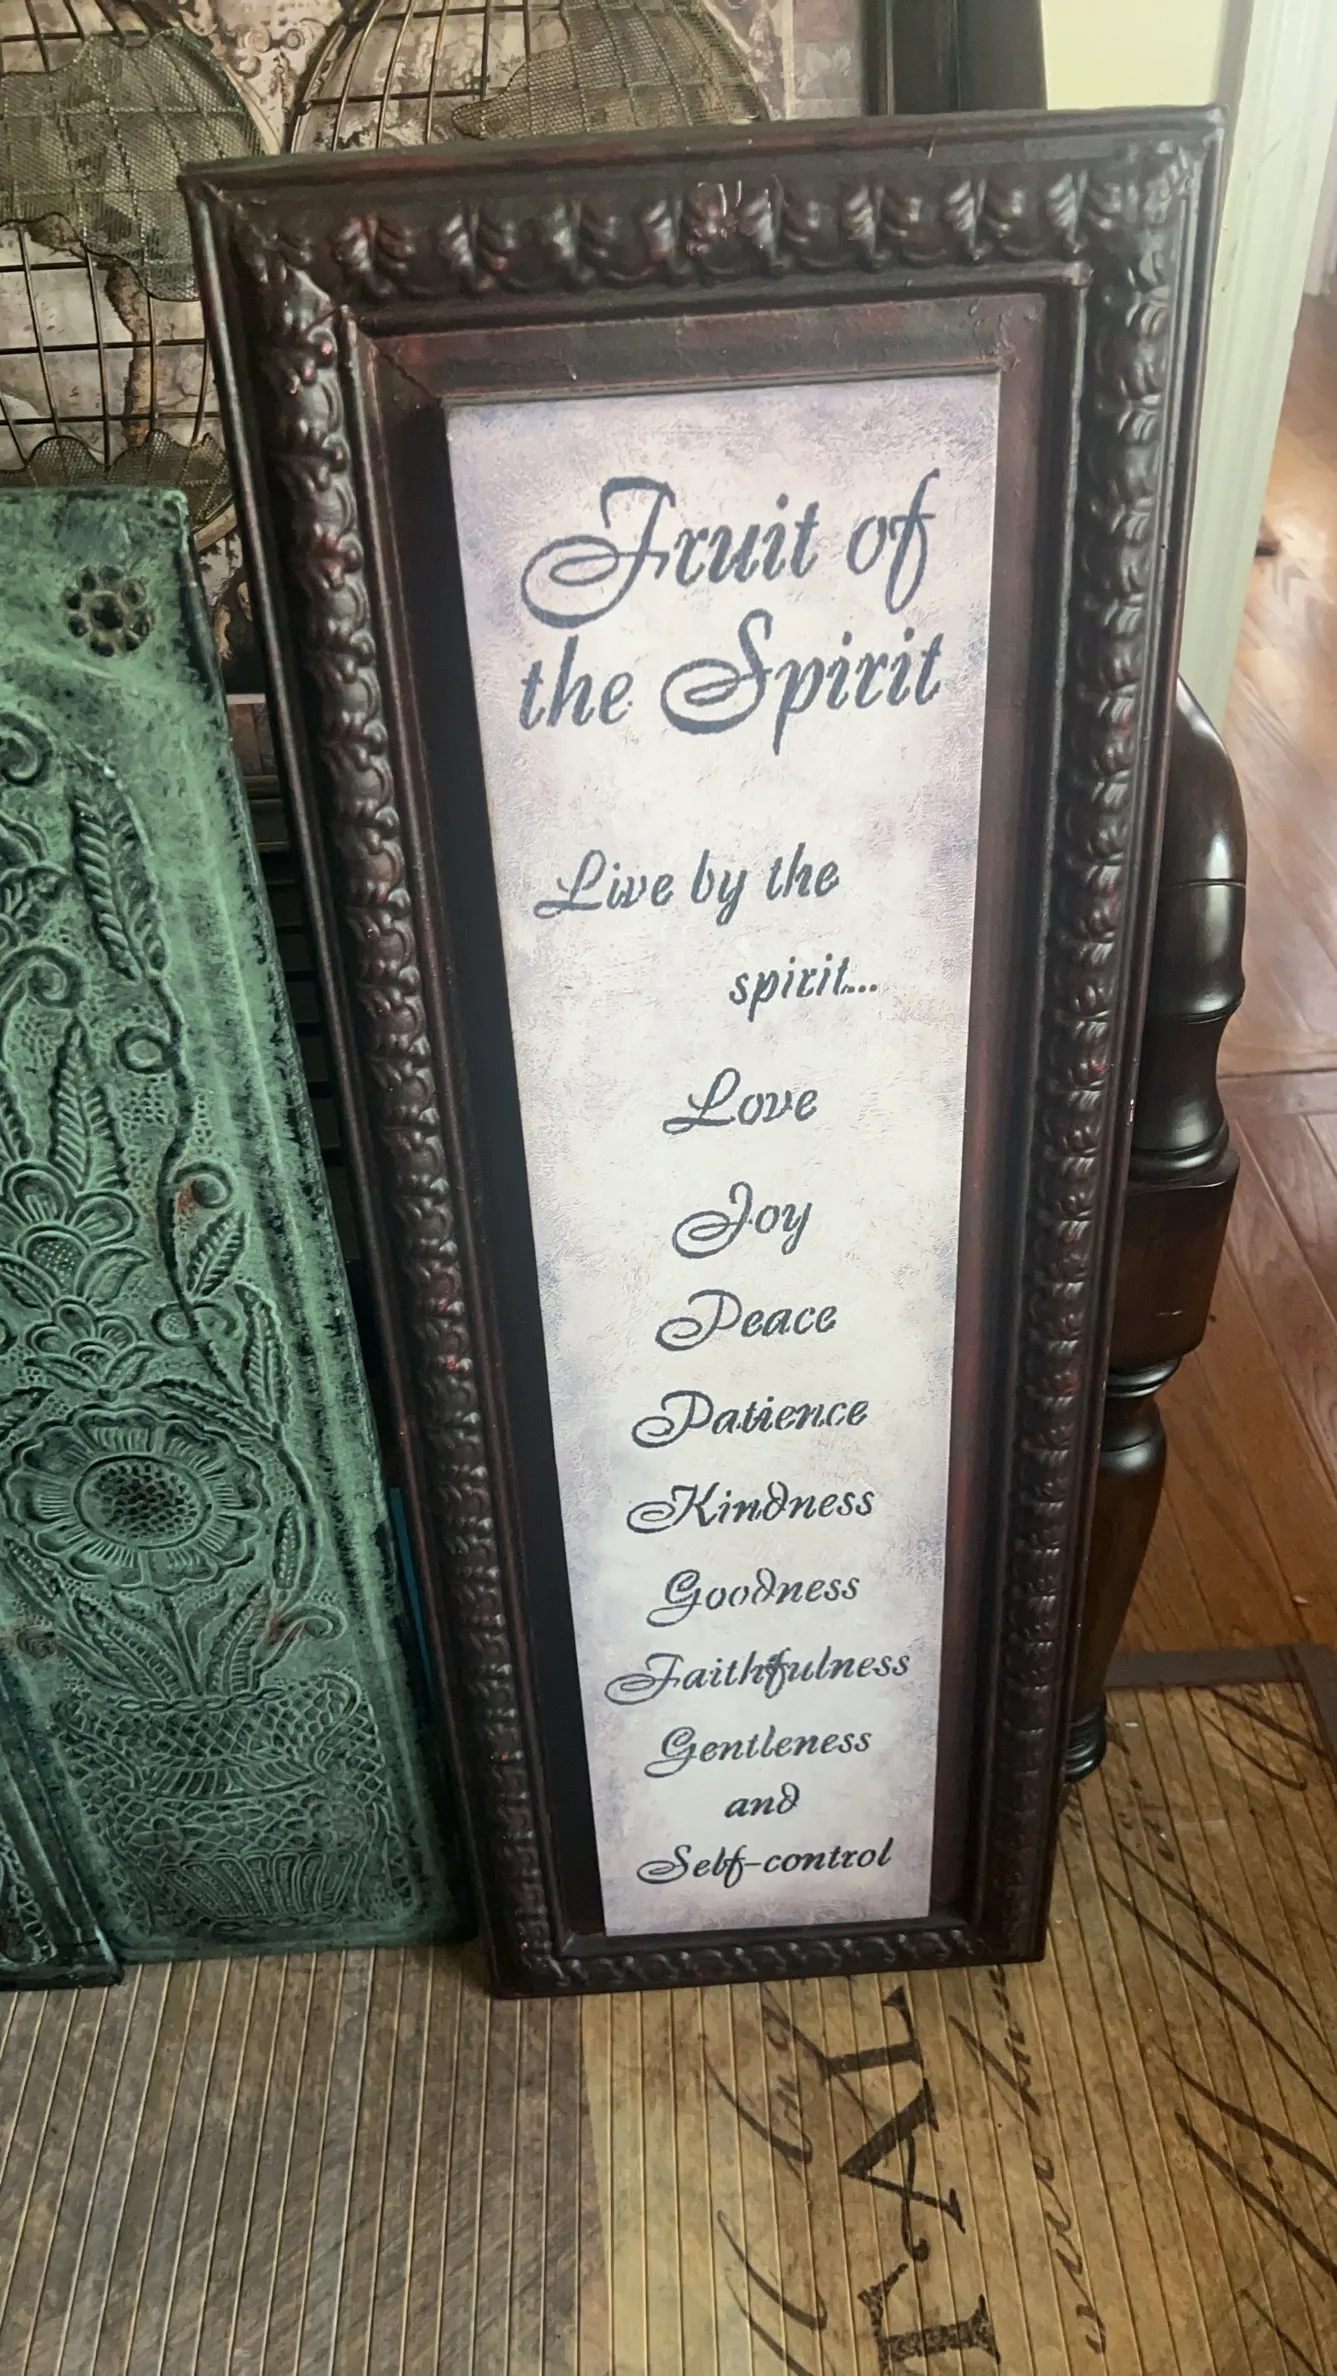 Fruit of
the Spirit
Live by the
spirit...
Love
Joy
Peace
Patience
Kindness
Goodness
Faithfulness
Gentleness
and
Self-control